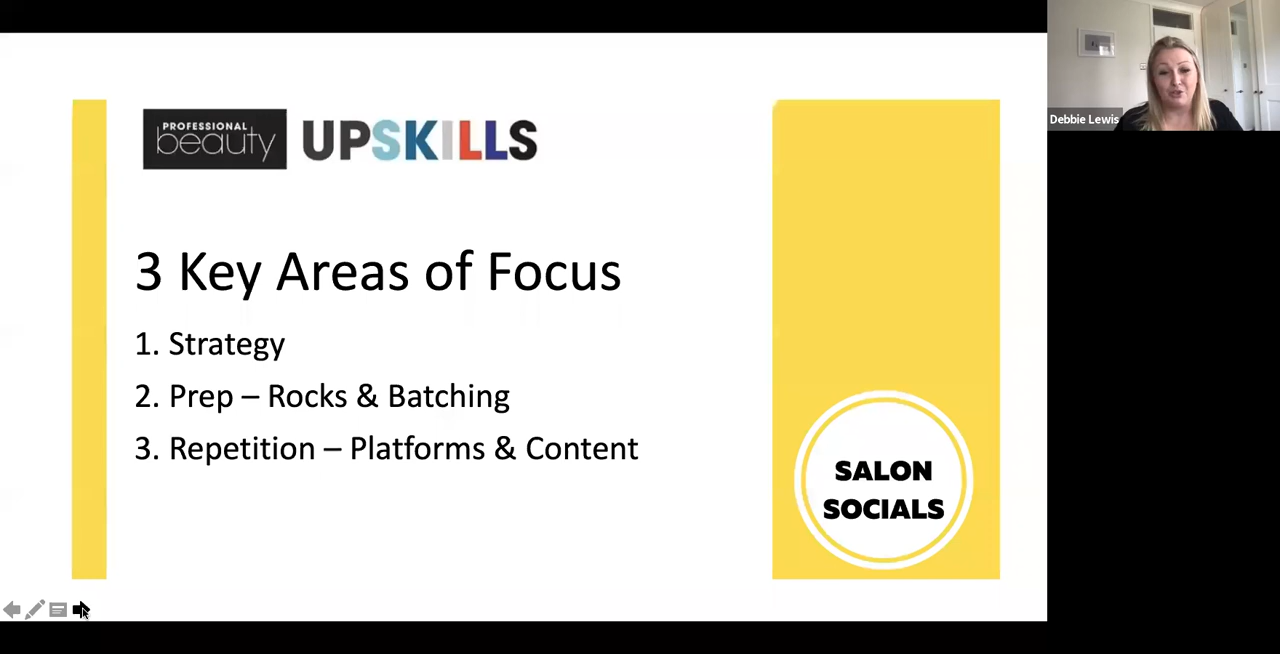 PROFESSIONAL
beauty
UPSKILLS
3 Key Areas of Focus
1. Strategy
2. Prep – Rocks & Batching
3. Repetition – Platforms & Content
SALON
SOCIALS
Debbie Lewis